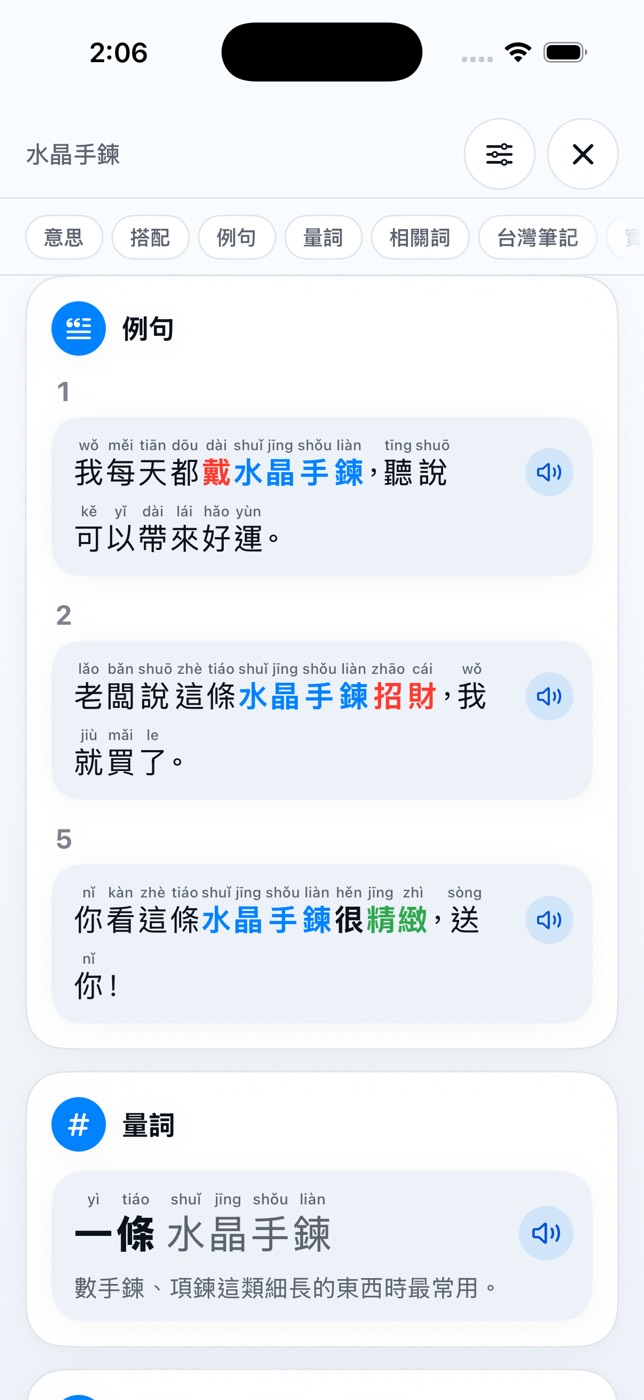 2:06
水晶手鍊
意思 搭配 例句 量詞 相關詞 台灣筆記
例句
1
wǒ měi tiān dōu dài shuǐ jīng shǒu liàn tīng shuō
我每天都戴水晶手鍊，聽說
kě yǐ dài lái hǎo yùn
可以帶來好運。
2
lǎo bǎn shuō zhè tiáo shuǐ jīng shǒu liàn zhāo cái wǒ
老闆說這條水晶手鍊招財，我
jiù mǎi le
就買了。
5
nǐ kàn zhè tiáo shuǐ jīng shǒu liàn hěn jīng zhì sòng
你看這條水晶手鍊很精緻，送
nǐ
你！
# 量詞
yì tiáo shuǐ jīng shǒu liàn
一條 水晶手鍊
數手鍊、項鍊這類細長的東西時最常用。